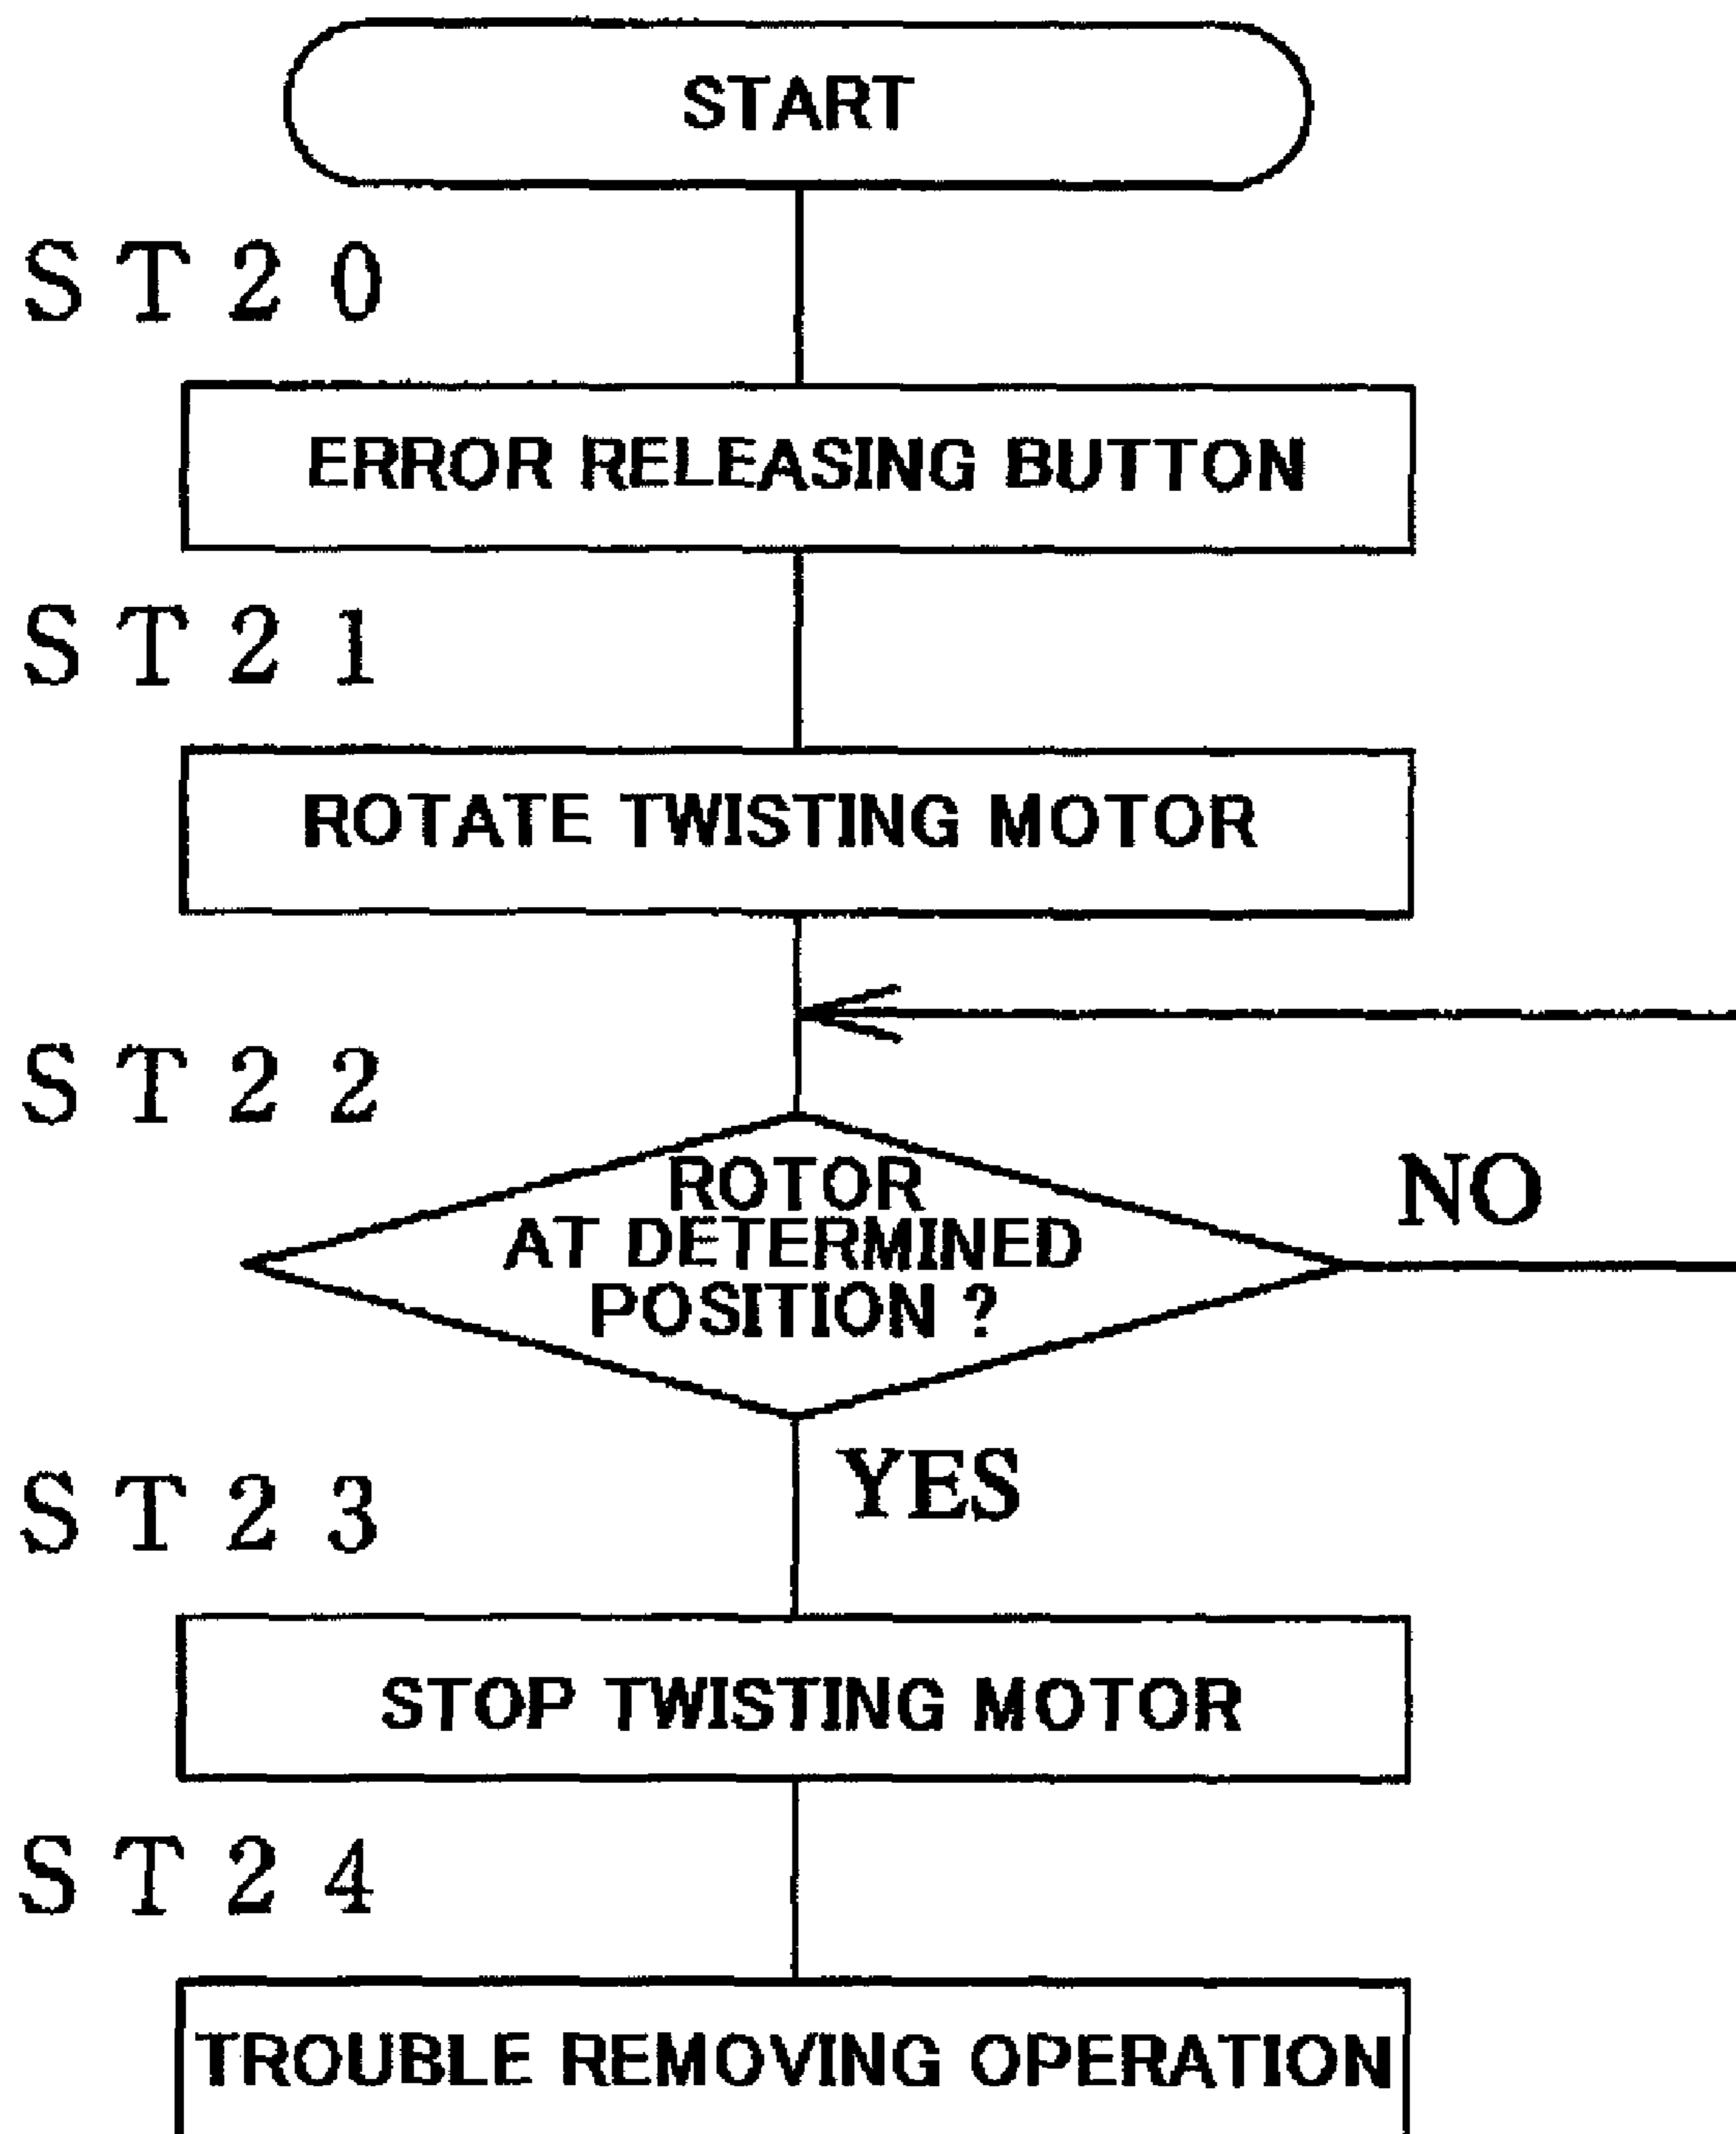 START
ST20
ERROR RELEASING BUTTON
ST21
ROTATE TWISTING MOTOR
ST22
ROTOR
AT DETERMINED
POSITION ?
NO
YES
ST23
STOP TWISTING MOTOR
ST24
TROUBLE REMOVING OPERATION